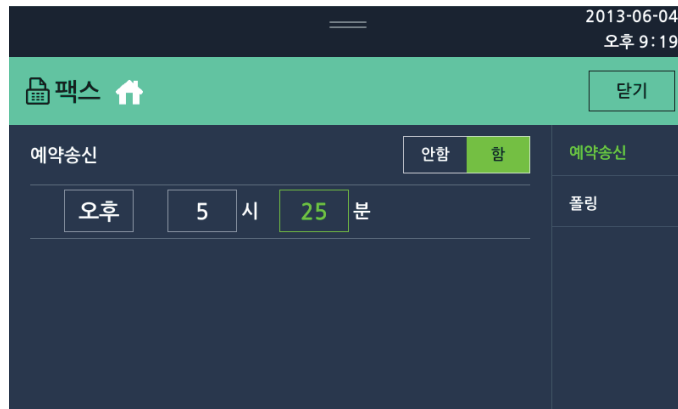 2013-06-04
오후 9:19
팩스
닫기
예약송신
안함 함
예약송신
오후 5 시 25 분
폴링